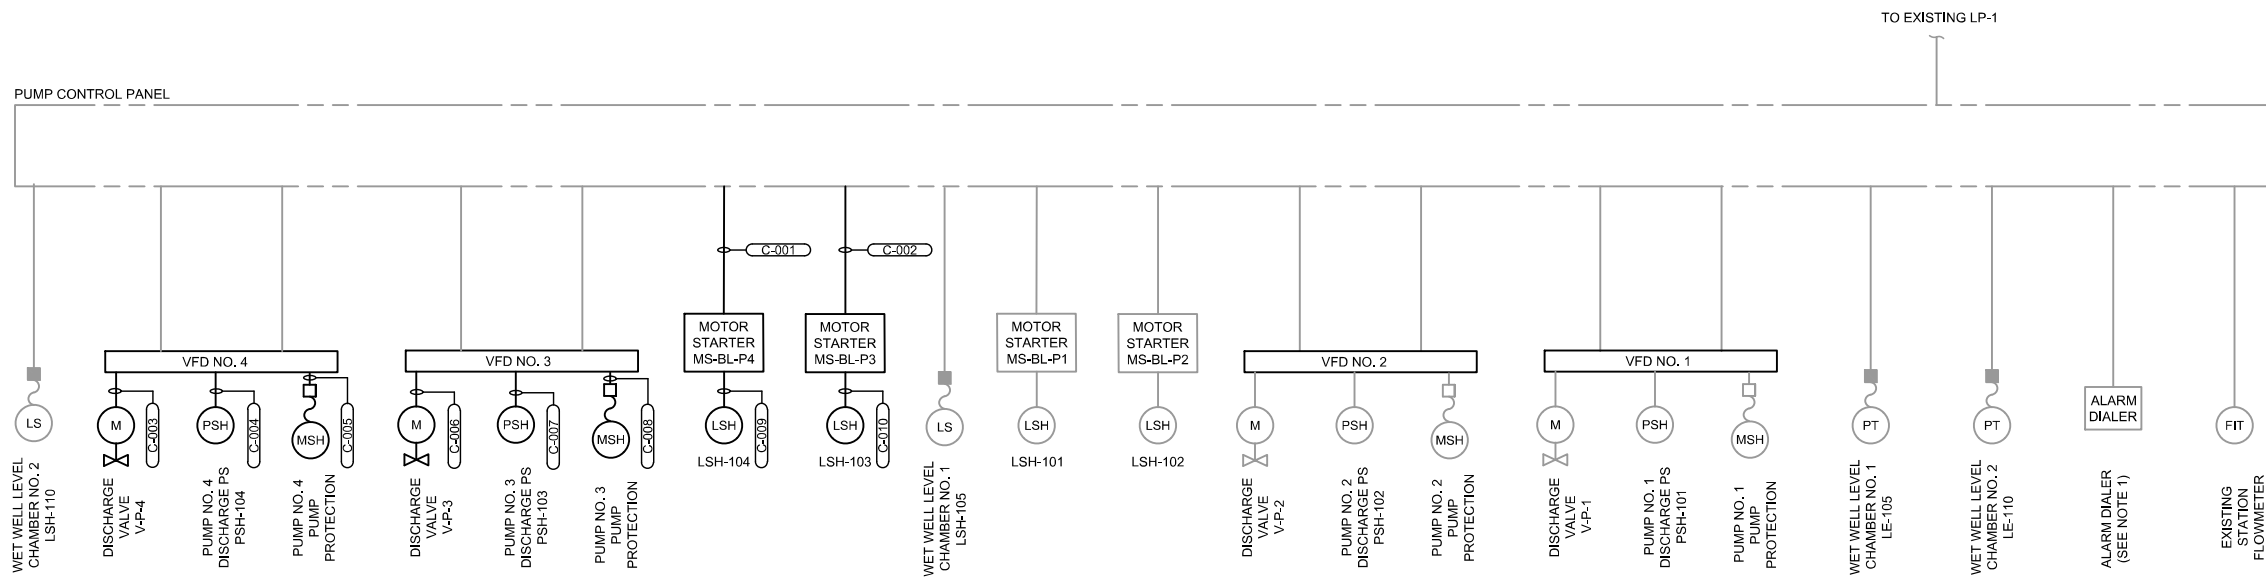 TO EXISTING LP-1
PUMP CONTROL PANEL
C-001
C-002
MOTOR
STARTER
MS-BL-P4
MOTOR
STARTER
MS-BL-P3
MOTOR
STARTER
MS-BL-P1
MOTOR
STARTER
MS-BL-P2
VFD NO. 4
VFD NO. 3
VFD NO. 2
VFD NO. 1
LS
M
C-003
PSH
C-004
MSH
C-005
M
C-006
PSH
C-007
MSH
C-008
LSH
C-009
LSH
C-010
LS
LSH
LSH
M
PSH
MSH
M
PSH
MSH
PT
PT
ALARM
DIALER
FIT
LSH-104
LSH-103
LSH-101
LSH-102
WET WELL LEVEL
CHAMBER NO. 2
LSH-110
DISCHARGE
VALVE
V-P-4
PUMP NO. 4
DISCHARGE PS
PSH-104
PUMP NO. 4
PUMP
PROTECTION
DISCHARGE
VALVE
V-P-3
PUMP NO. 3
DISCHARGE PS
PSH-103
PUMP NO. 3
PUMP
PROTECTION
WET WELL LEVEL
CHAMBER NO. 1
LSH-105
DISCHARGE
VALVE
V-P-2
PUMP NO. 2
DISCHARGE PS
PSH-102
PUMP NO. 2
PUMP
PROTECTION
DISCHARGE
VALVE
V-P-1
PUMP NO. 1
DISCHARGE PS
PSH-101
PUMP NO. 1
PUMP
PROTECTION
WET WELL LEVEL
CHAMBER NO. 1
LE-105
WET WELL LEVEL
CHAMBER NO. 2
LE-110
ALARM DIALER
(SEE NOTE 1)
EXISTING
STATION
FLOWMETER